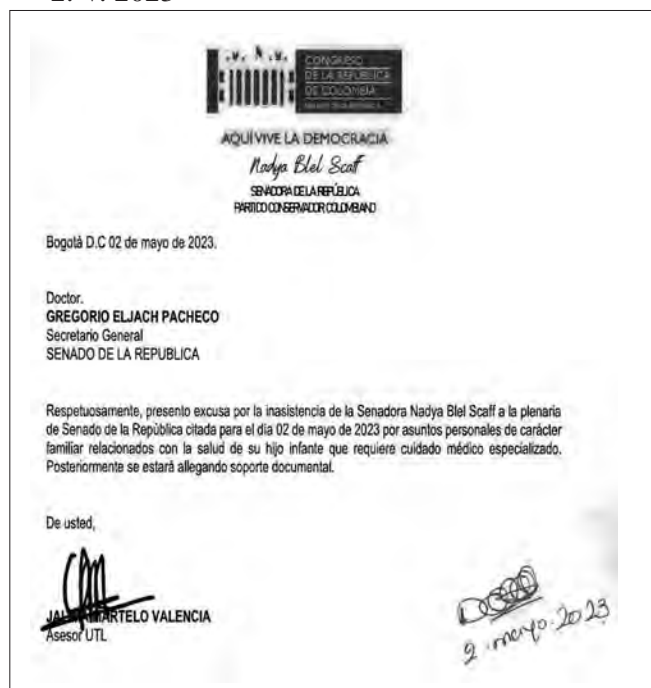 2. V. 2023
CONGRESO
DE LA REPÚBLICA
DE COLOMBIA
AQUÍ VIVE LA DEMOCRACIA
Nadya Blel Scaff
SENADORA DE LA REPÚBLICA
PARTIDO CONSERVADOR COLOMBIANO
Bogotá D.C 02 de mayo de 2023.
Doctor.
GREGORIO ELJACH PACHECO
Secretario General
SENADO DE LA REPUBLICA
Respetuosamente, presento excusa por la inasistencia de la Senadora Nadya Blel Scaff a la plenaria
de Senado de la República citada para el día 02 de mayo de 2023 por asuntos personales de carácter
familiar relacionados con la salud de su hijo infante que requiere cuidado médico especializado.
Posteriormente se estará allegando soporte documental.
De usted,
MARTELO VALENCIA
Asesor UTL
2 mayo. 2023